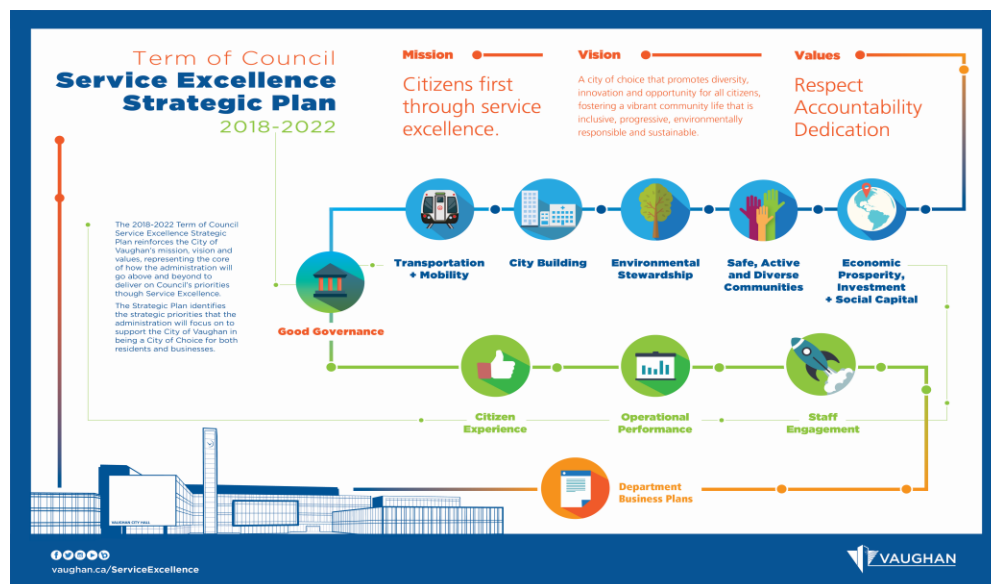 Term of Council
Service Excellence
Strategic Plan
2018-2022
Mission
Citizens first
through service
excellence.
Vision
A city of choice that promotes diversity,
innovation and opportunity for all citizens,
fostering a vibrant community life that is
inclusive, progressive, environmentally
responsible and sustainable.
Values
Respect
Accountability
Dedication
The 2018-2022 Term of Council
Service Excellence Strategic
Plan reinforces the City of
Vaughan's mission, vision and
values, representing the core
of how the administration will
go above and beyond to
deliver on Council's priorities
though Service Excellence.
The Strategic Plan identifies
the strategic priorities that the
administration will focus on to
support the City of Vaughan in
being a City of Choice for both
residents and businesses.
Transportation
+ Mobility
City Building
Environmental
Stewardship
Safe, Active
and Diverse
Communities
Economic
Prosperity,
Investment
+ Social Capital
Good Governance
Citizen
Experience
Operational
Performance
Staff
Engagement
Department
Business Plans
VAUGHAN CITY HALL
vaughan.ca/ServiceExcellence
VAUGHAN